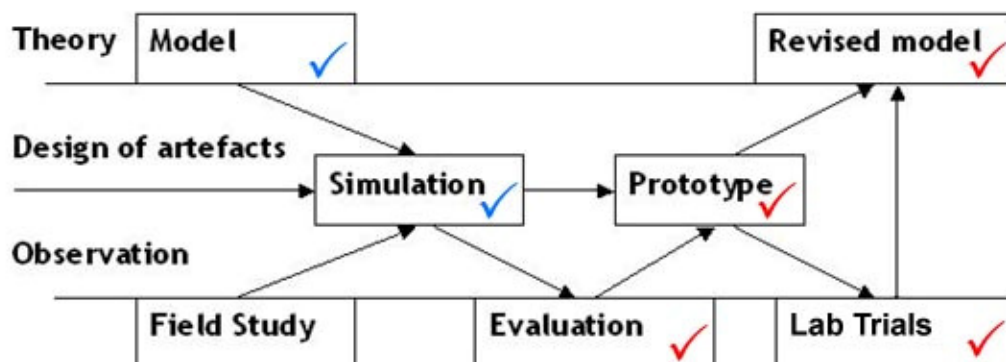 Theory
Model
Revised model
Design of artefacts
Simulation
Prototype
Observation
Field Study
Evaluation
Lab Trials